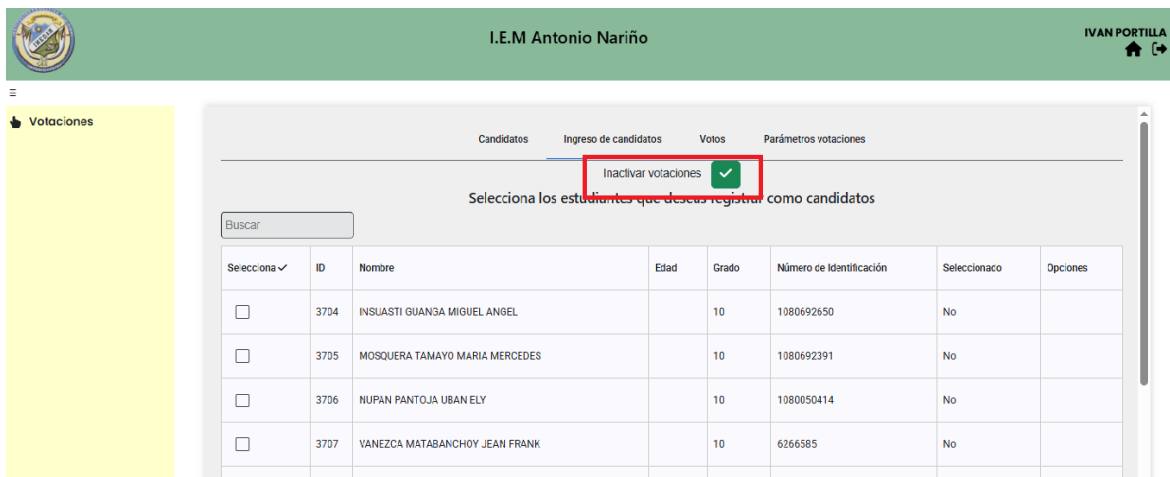 I.E.M Antonio Nariño
IVAN PORTILLA
Votaciones
Candidatos Ingreso de candidatos Votos Parámetros votaciones
Inactivar votaciones
Selecciona los estudiantes que deseas registrar como candidatos
Buscar
Selecciona ID Nombre Edad Grado Número de Identificación Seleccionado Opciones
3704 INSUASTI GUANGA MIGUEL ANGEL 10 1080692650 No
3705 MOSQUERA TAMAYO MARIA MERCEDES 10 1080692391 No
3706 NUPAN PANTOJA UBAN ELY 10 1080050414 No
3707 VANEZCA MATABANCHOY JEAN FRANK 10 6266585 No